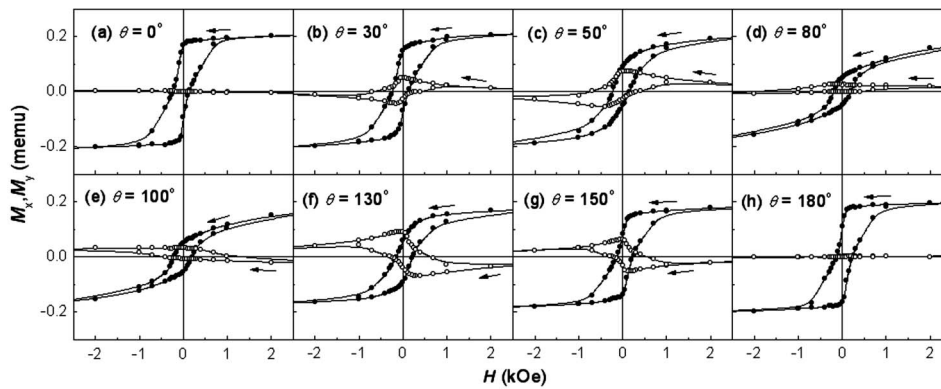 (a) θ = 0°
(b) θ = 30°
(c) θ = 50°
(d) θ = 80°
0.2
0.0
-0.2
(e) θ = 100°
(f) θ = 130°
(g) θ = 150°
(h) θ = 180°
0.2
0.0
-0.2
Mx,My (memu)
-2 -1 0 1 2 -2 -1 0 1 2 -2 -1 0 1 2 -2 -1 0 1 2
H (kOe)